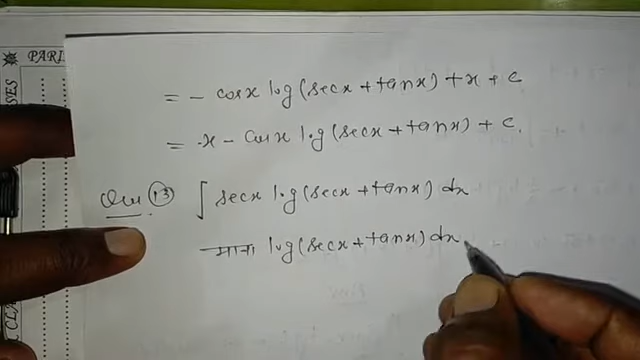 PARI
= - cosx log(secx + tanx) + x + c
= x - cosx log(secx + tanx) + c.
Que (13) ∫ secx log(secx + tanx) dx
माना log(secx + tanx) dx